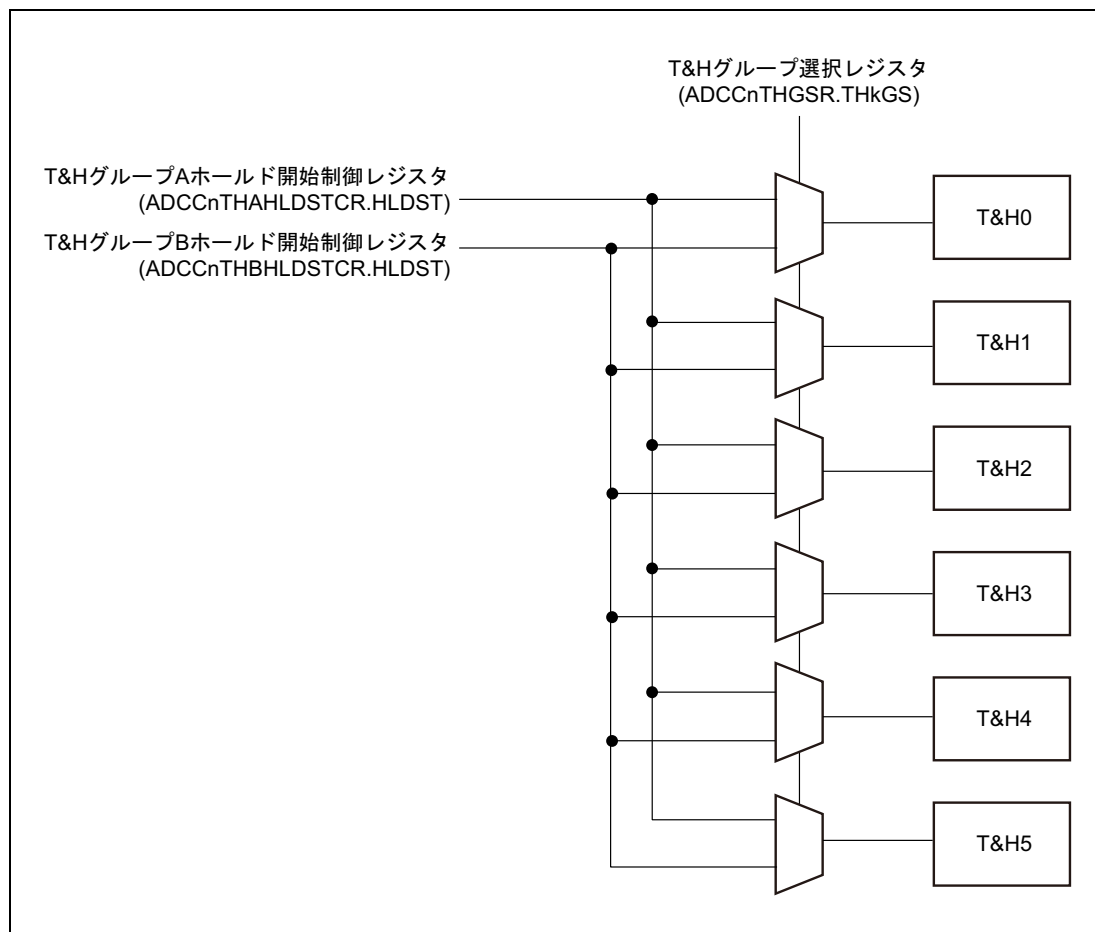 T&Hグループ選択レジスタ
(ADCCnTHGSR.THkGS)
T&HグループAホールド開始制御レジスタ
(ADCCnTHAHLDSTCR.HLDST)
T&HグループBホールド開始制御レジスタ
(ADCCnTHBHLDSTCR.HLDST)
T&H0
T&H1
T&H2
T&H3
T&H4
T&H5